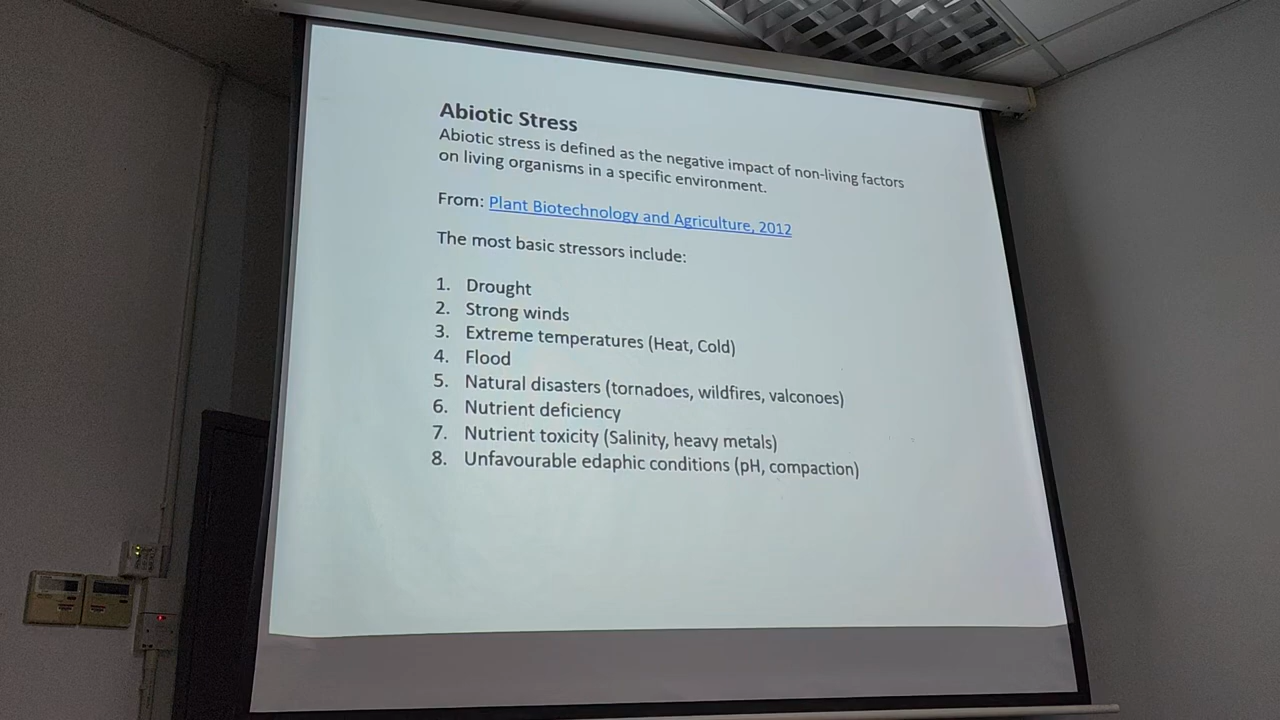 Abiotic Stress
Abiotic stress is defined as the negative impact of non-living factors
on living organisms in a specific environment.
From: Plant Biotechnology and Agriculture, 2012
The most basic stressors include:
1. Drought
2. Strong winds
3. Extreme temperatures (Heat, Cold)
4. Flood
5. Natural disasters (tornadoes, wildfires, valconoes)
6. Nutrient deficiency
7. Nutrient toxicity (Salinity, heavy metals)
8. Unfavourable edaphic conditions (pH, compaction)